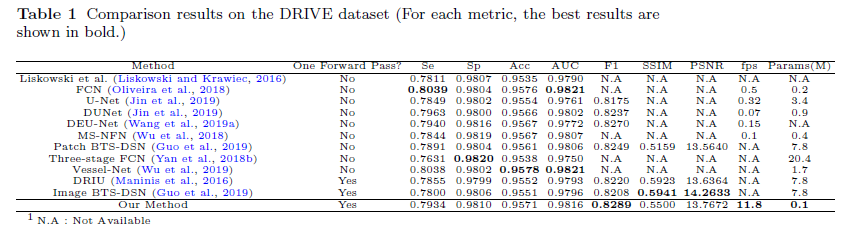 Table 1 Comparison results on the DRIVE dataset (For each metric, the best results are
shown in bold.)
Method One Forward Pass? Se Sp Acc AUC F1 SSIM PSNR fps Params(M)
Liskowski et al. (Liskowski and Krawiec, 2016) No 0.7811 0.9807 0.9535 0.9790 N.A N.A N.A N.A N.A
FCN (Oliveira et al., 2018) No 0.8039 0.9804 0.9576 0.9821 N.A N.A N.A 0.5 0.2
U-Net (Jin et al., 2019) No 0.7849 0.9802 0.9554 0.9761 0.8175 N.A N.A 0.32 3.4
DUNet (Jin et al., 2019) No 0.7963 0.9800 0.9566 0.9802 0.8237 N.A N.A 0.07 0.9
DEU-Net (Wang et al., 2019a) No 0.7940 0.9816 0.9567 0.9772 0.8270 N.A N.A 0.15 N.A
MS-NFN (Wu et al., 2018) No 0.7844 0.9819 0.9567 0.9807 N.A N.A N.A 0.1 0.4
Patch BTS-DSN (Guo et al., 2019) No 0.7891 0.9804 0.9561 0.9806 0.8249 0.5159 13.5640 N.A 7.8
Three-stage FCN (Yan et al., 2018b) No 0.7631 0.9820 0.9538 0.9750 N.A N.A N.A N.A 20.4
Vessel-Net (Wu et al., 2019) No 0.8038 0.9802 0.9578 0.9821 N.A N.A N.A N.A 1.7
DRIU (Maninis et al., 2016) Yes 0.7855 0.9799 0.9552 0.9793 0.8220 0.5923 13.6364 N.A 7.8
Image BTS-DSN (Guo et al., 2019) Yes 0.7800 0.9806 0.9551 0.9796 0.8208 0.5941 14.2633 N.A 7.8
Our Method Yes 0.7934 0.9810 0.9571 0.9816 0.8289 0.5500 13.7672 11.8 0.1
1 N.A : Not Available